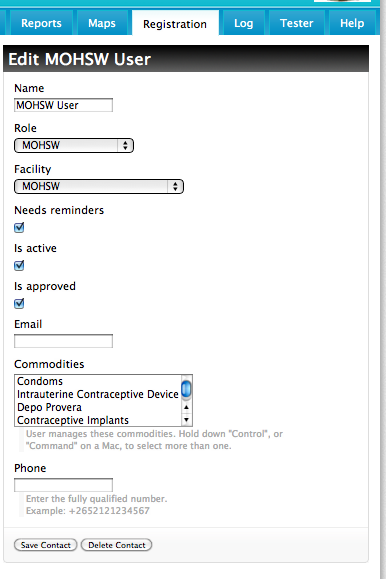 Reports Maps Registration Log Tester Help
Edit MOHSW User
Name
MOHSW User
Role
MOHSW
Facility
MOHSW
Needs reminders
Is active
Is approved
Email
Commodities
Condoms
Intrauterine Contraceptive Device
Depo Provera
Contraceptive Implants
User manages these commodities. Hold down "Control", or
"Command" on a Mac, to select more than one.
Phone
Enter the fully qualified number.
Example: +2652121234567
Save Contact Delete Contact